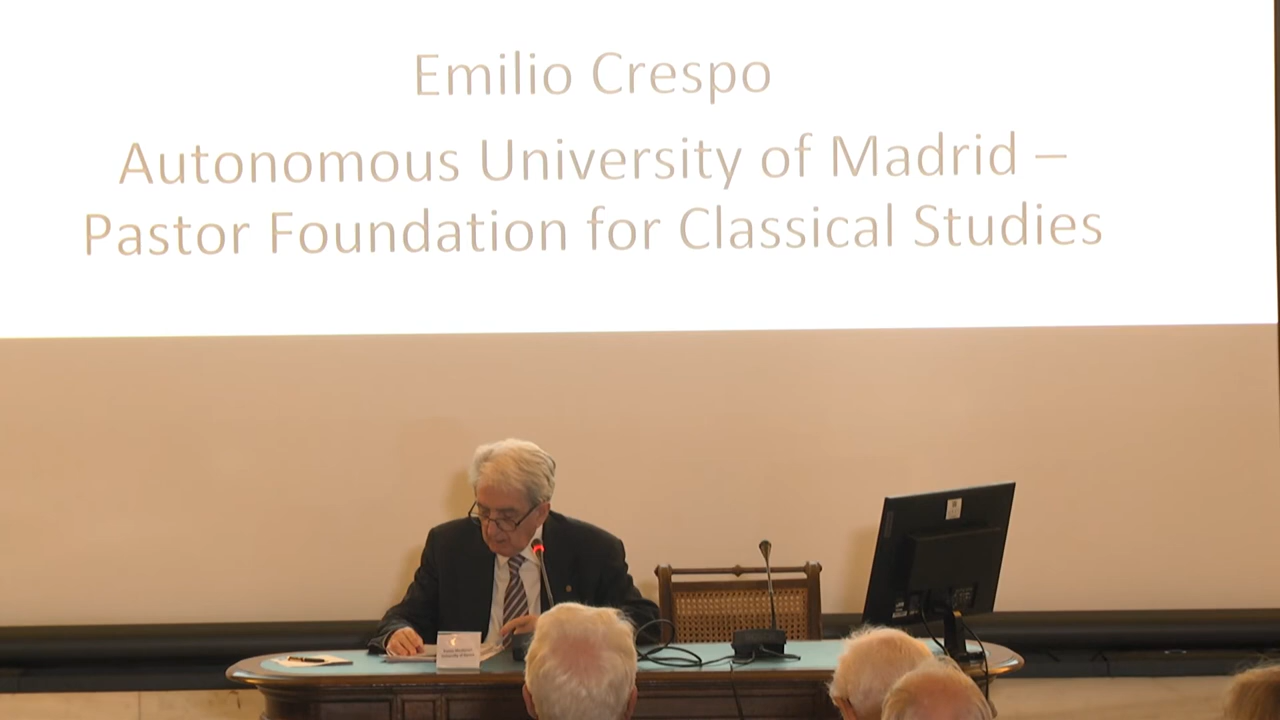 Emilio Crespo
Autonomous University of Madrid –
Pastor Foundation for Classical Studies